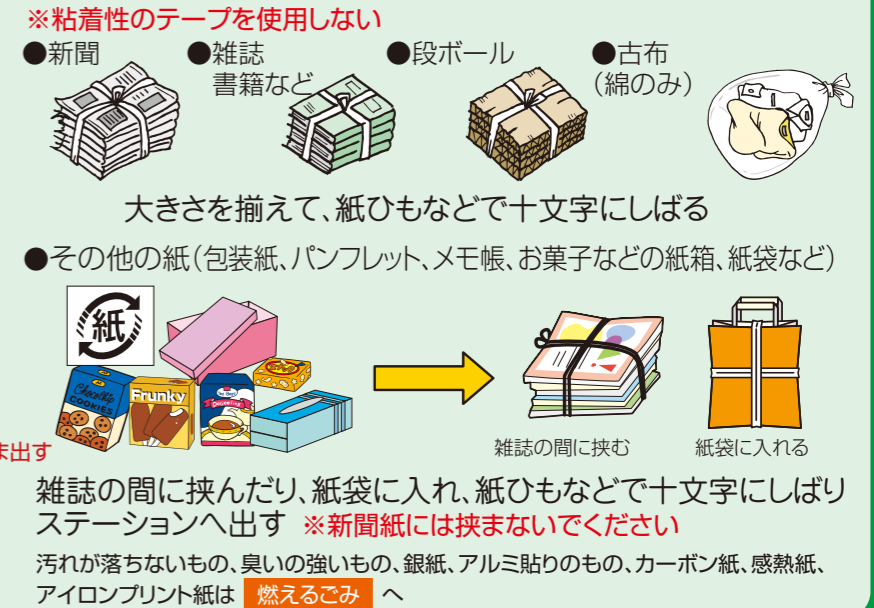 ※粘着性のテープを使用しない
●新聞 ●雑誌 ●段ボール ●古布
書籍など （綿のみ）
大きさを揃えて、紙ひもなどで十文字にしばる
●その他の紙（包装紙、パンフレット、メモ帳、お菓子などの紙箱、紙袋など）
紙
Chocolchip
COOKIES
Frunky
出す
雑誌の間に挟む 紙袋に入れる
雑誌の間に挟んだり、紙袋に入れ、紙ひもなどで十文字にしばり
ステーションへ出す ※新聞紙には挟まないでください
汚れが落ちないもの、臭いの強いもの、銀紙、アルミ貼りのもの、カーボン紙、感熱紙、
アイロンプリント紙は 燃えるごみ へ